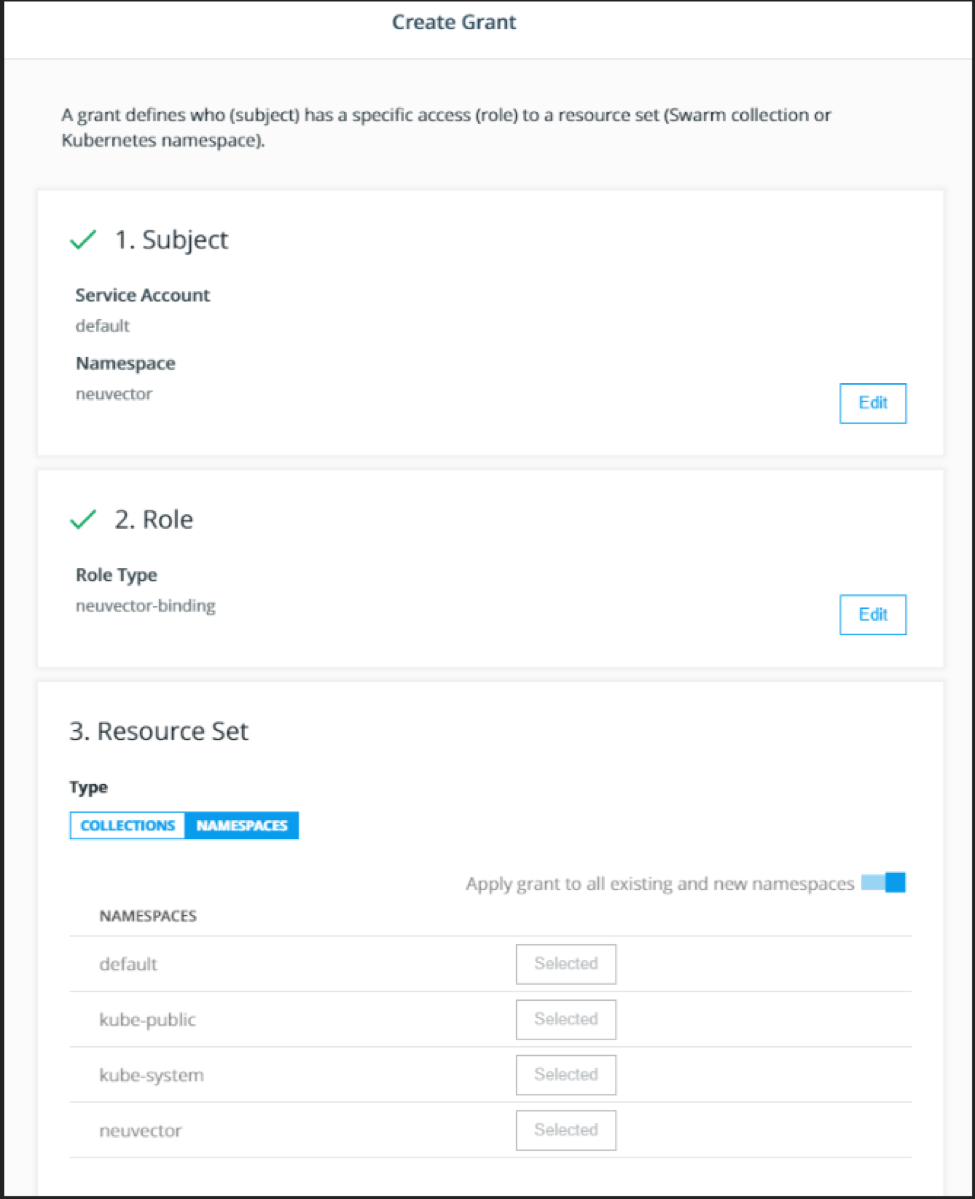 Create Grant
A grant defines who (subject) has a specific access (role) to a resource set (Swarm collection or
Kubernetes namespace).
1. Subject
Service Account
default
Namespace
neuvector
Edit
2. Role
Role Type
neuvector-binding
Edit
3. Resource Set
Type
COLLECTIONS NAMESPACES
Apply grant to all existing and new namespaces
NAMESPACES
default Selected
kube-public Selected
kube-system Selected
neuvector Selected